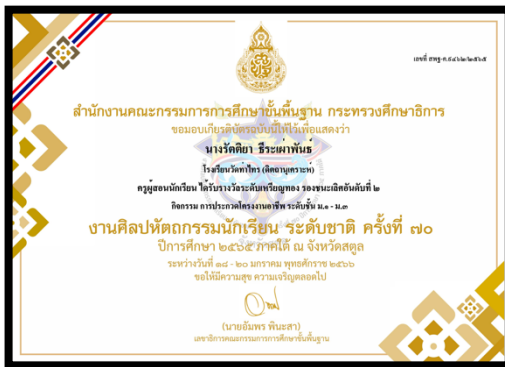 เลขที่ สพฐ-ค.๕๔๖๒/๒๕๖๕
สำนักงานคณะกรรมการการศึกษาขั้นพื้นฐาน กระทรวงศึกษาธิการ
ขอมอบเกียรติบัตรฉบับนี้ให้ไว้เพื่อแสดงว่า
นางรัตติยา ธีระเผ่าพันธ์
โรงเรียนวัดท่าไทร (ดิตถานุเคราะห์)
ครูผู้สอนนักเรียน ได้รับรางวัลระดับเหรียญทอง รองชนะเลิศอันดับที่ ๒
กิจกรรม การประกวดโครงงานอาชีพ ระดับชั้น ม.๑ - ม.๓
งานศิลปหัตถกรรมนักเรียน ระดับชาติ ครั้งที่ ๗๐
ปีการศึกษา ๒๕๖๕ ภาคใต้ ณ จังหวัดสตูล
ระหว่างวันที่ ๑๘ - ๒๐ มกราคม พุทธศักราช ๒๕๖๖
ขอให้มีความสุข ความเจริญตลอดไป
(นายอัมพร พินะสา)
เลขาธิการคณะกรรมการการศึกษาขั้นพื้นฐาน